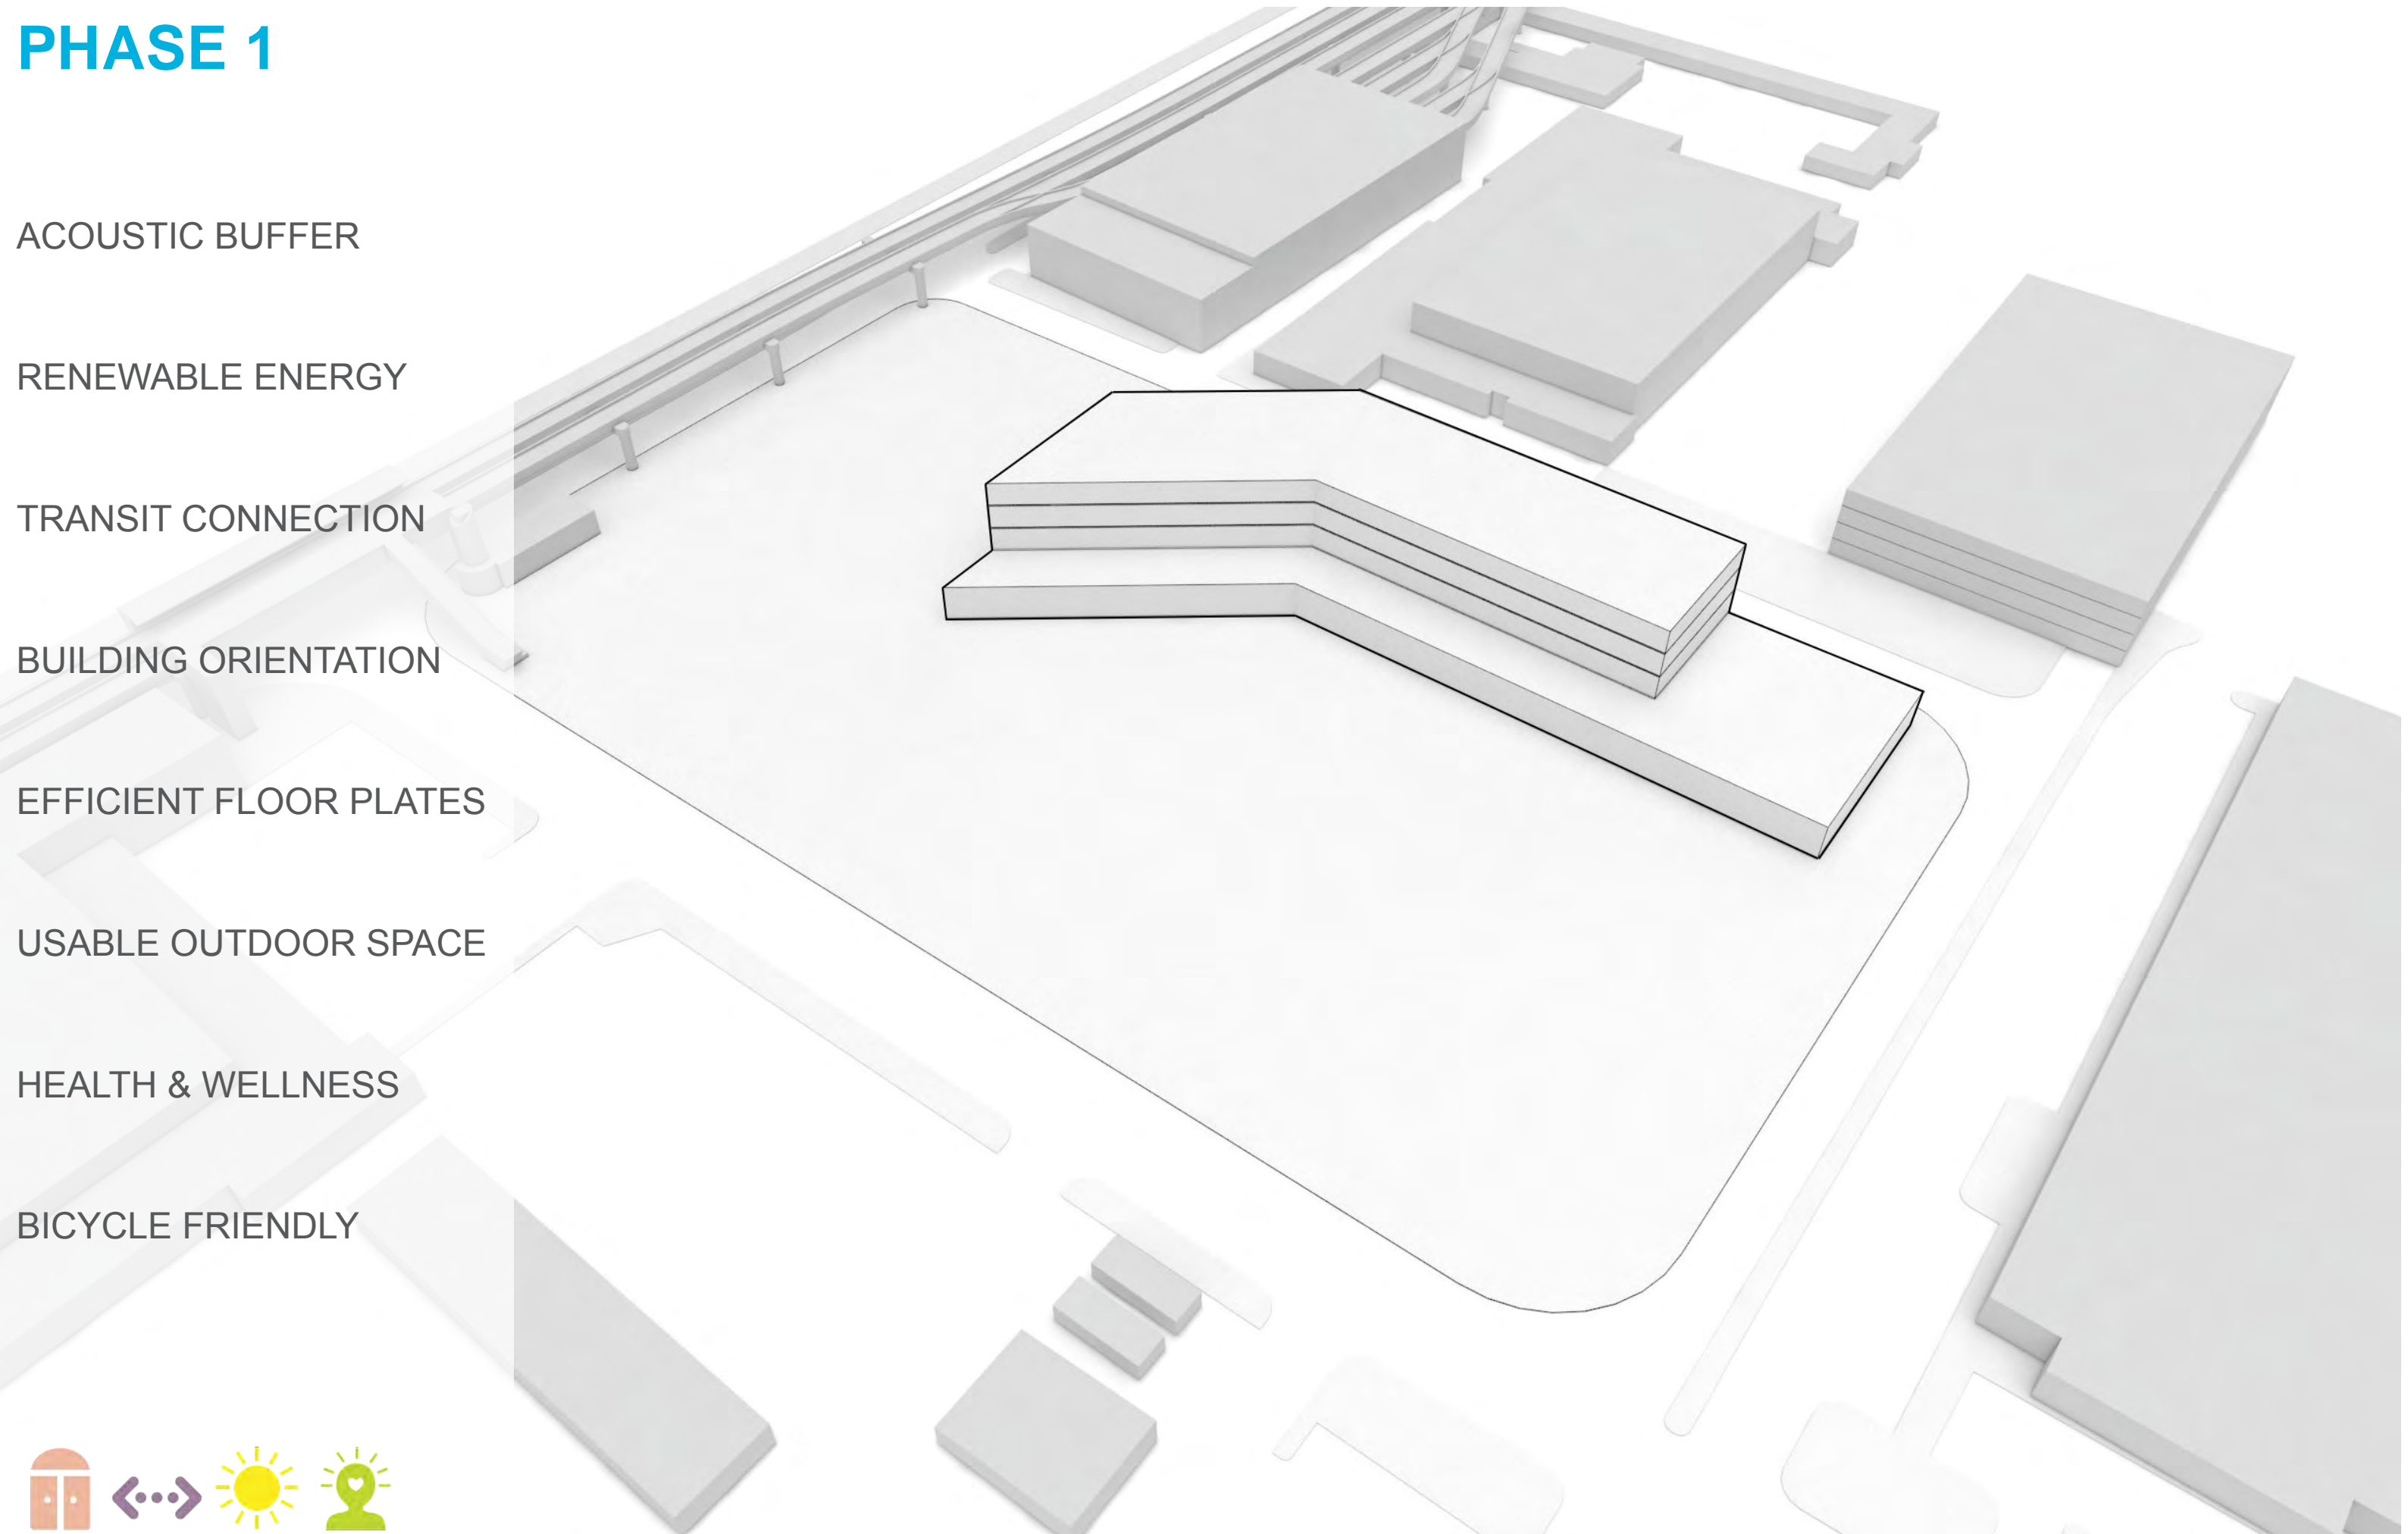 PHASE 1
ACOUSTIC BUFFER
RENEWABLE ENERGY
TRANSIT CONNECTION
BUILDING ORIENTATION
EFFICIENT FLOOR PLATES
USABLE OUTDOOR SPACE
HEALTH & WELLNESS
BICYCLE FRIENDLY